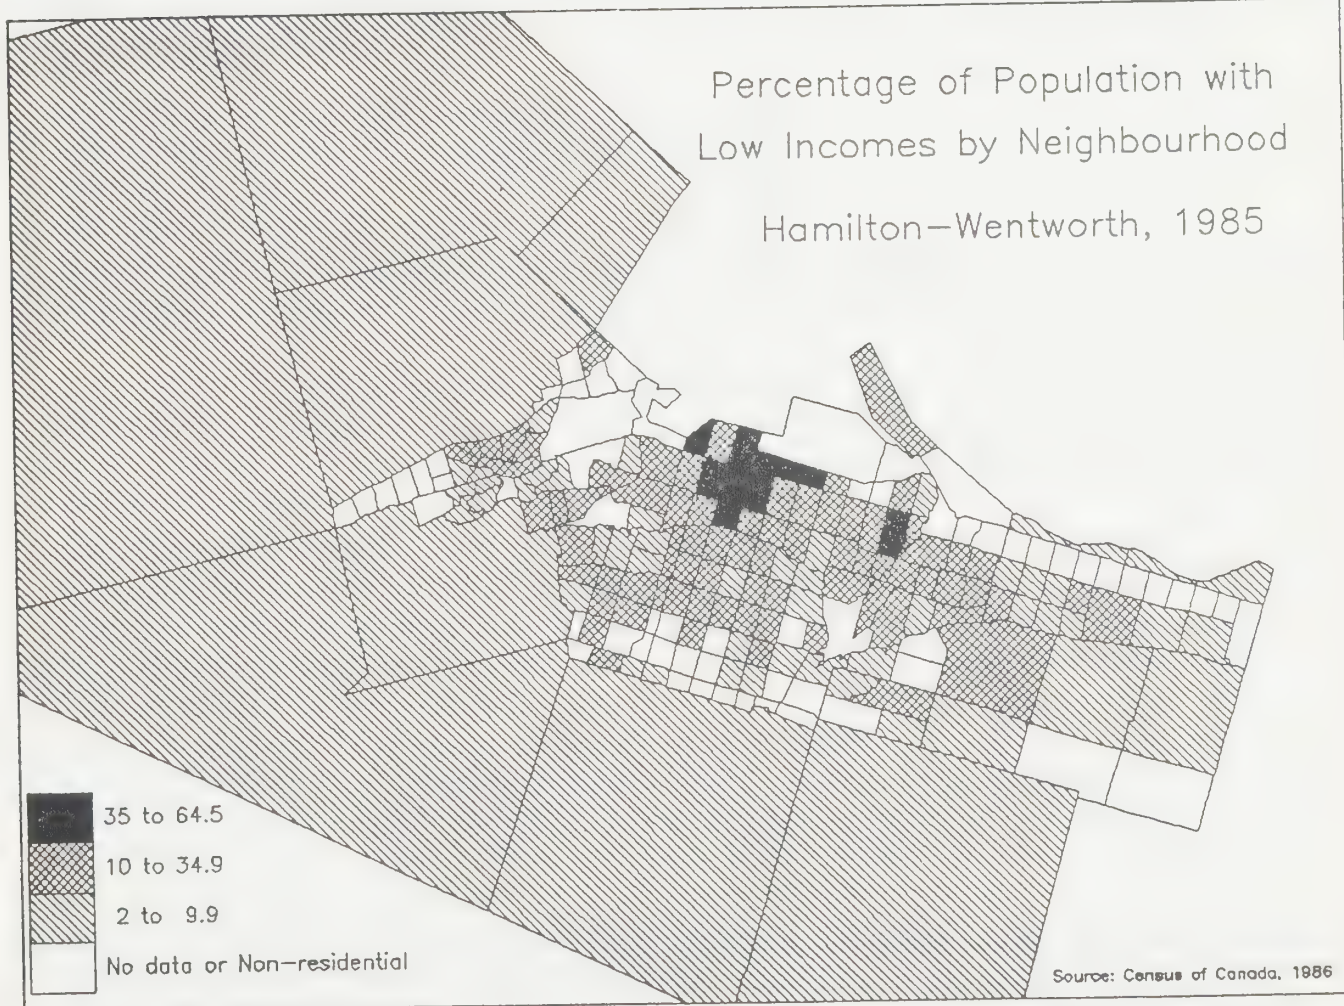 Percentage of Population with
Low Incomes by Neighbourhood
Hamilton-Wentworth, 1985
35 to 64.5
10 to 34.9
2 to 9.9
No data or Non-residential
Source: Census of Canada, 1986